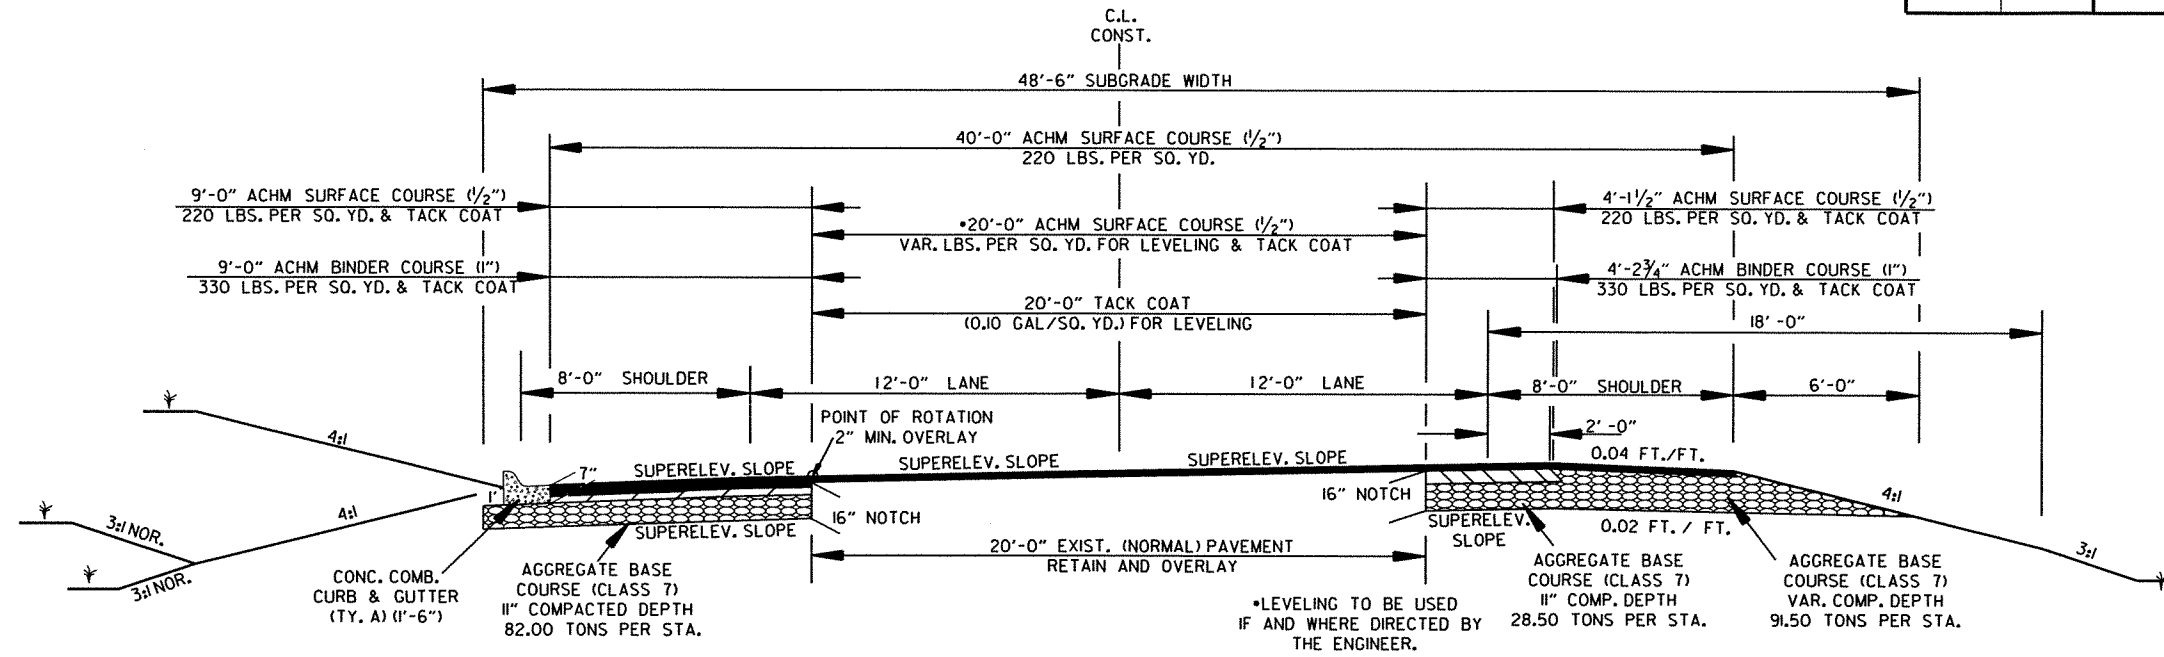 C.L.
CONST.
48'-6" SUBGRADE WIDTH
40'-0" ACHM SURFACE COURSE (1/2")
220 LBS. PER SQ. YD.
9'-0" ACHM SURFACE COURSE (1/2")
220 LBS. PER SQ. YD. & TACK COAT
4'-1 1/2" ACHM SURFACE COURSE (1/2")
220 LBS. PER SQ. YD. & TACK COAT
•20'-0" ACHM SURFACE COURSE (1/2")
VAR. LBS. PER SQ. YD. FOR LEVELING & TACK COAT
9'-0" ACHM BINDER COURSE (1")
330 LBS. PER SQ. YD. & TACK COAT
4'-2 3/4" ACHM BINDER COURSE (1")
330 LBS. PER SQ. YD. & TACK COAT
20'-0" TACK COAT
(0.10 GAL/SQ. YD.) FOR LEVELING
18' -0"
8'-0" SHOULDER
12'-0" LANE
12'-0" LANE
8'-0" SHOULDER
6'-0"
POINT OF ROTATION
2" MIN. OVERLAY
2' -0"
4:1
7"
SUPERELEV. SLOPE
SUPERELEV. SLOPE
SUPERELEV. SLOPE
0.04 FT./FT.
1'
16" NOTCH
16" NOTCH
4:1
4:1
3:1 NOR.
3:1 NOR.
SUPERELEV. SLOPE
SUPERELEV.
SLOPE
0.02 FT. / FT.
3:1
20'-0" EXIST. (NORMAL) PAVEMENT
RETAIN AND OVERLAY
CONC. COMB.
CURB & GUTTER
(TY. A) (1'-6")
AGGREGATE BASE
COURSE (CLASS 7)
11" COMPACTED DEPTH
82.00 TONS PER STA.
•LEVELING TO BE USED
IF AND WHERE DIRECTED BY
THE ENGINEER.
AGGREGATE BASE
COURSE (CLASS 7)
11" COMP. DEPTH
28.50 TONS PER STA.
AGGREGATE BASE
COURSE (CLASS 7)
VAR. COMP. DEPTH
91.50 TONS PER STA.